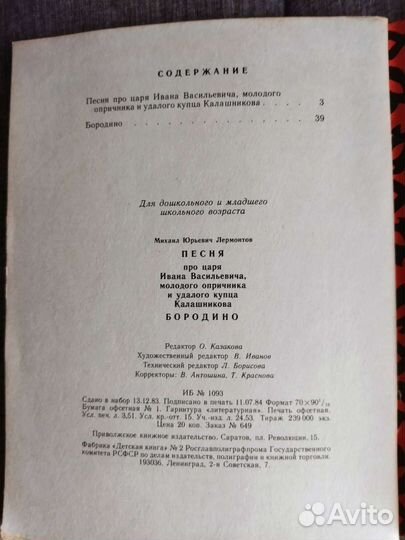 СОДЕРЖАНИЕ
Песня про царя Ивана Васильевича, молодого
опричника и удалого купца Калашникова . . . . 3
Бородино . . . . . . . . . . . . . . 39
Для дошкольного и младшего
школьного возраста
Михаил Юрьевич Лермонтов
ПЕСНЯ
про царя
Ивана Васильевича,
молодого опричника
и удалого купца
Калашникова
БОРОДИНО
Редактор О. Казакова
Художественный редактор В. Иванов
Технический редактор Л. Борисова
Корректоры: В. Антошина, Т. Краснова
ИБ № 1093
Сдано в набор 13.12.83. Подписано в печать 11.07.84 Формат 70×90¹/₁₆
Бумага офсетная № 1. Гарнитура «литературная». Печать офсетная.
Усл. печ. л. 3,51. Усл. кр.-отт. 15. Уч.-изд. л. 24.53. Тираж 239 000 экз.
Цена 20 коп. Заказ № 649
Приволжское книжное издательство. Саратов, пл. Революции, 15.
Фабрика «Детская книга» № 2 Росглавполиграфпрома Государственного
комитета РСФСР по делам издательств, полиграфии и книжной торговли.
193036, Ленинград, 2-я Советская, 7.
Avito